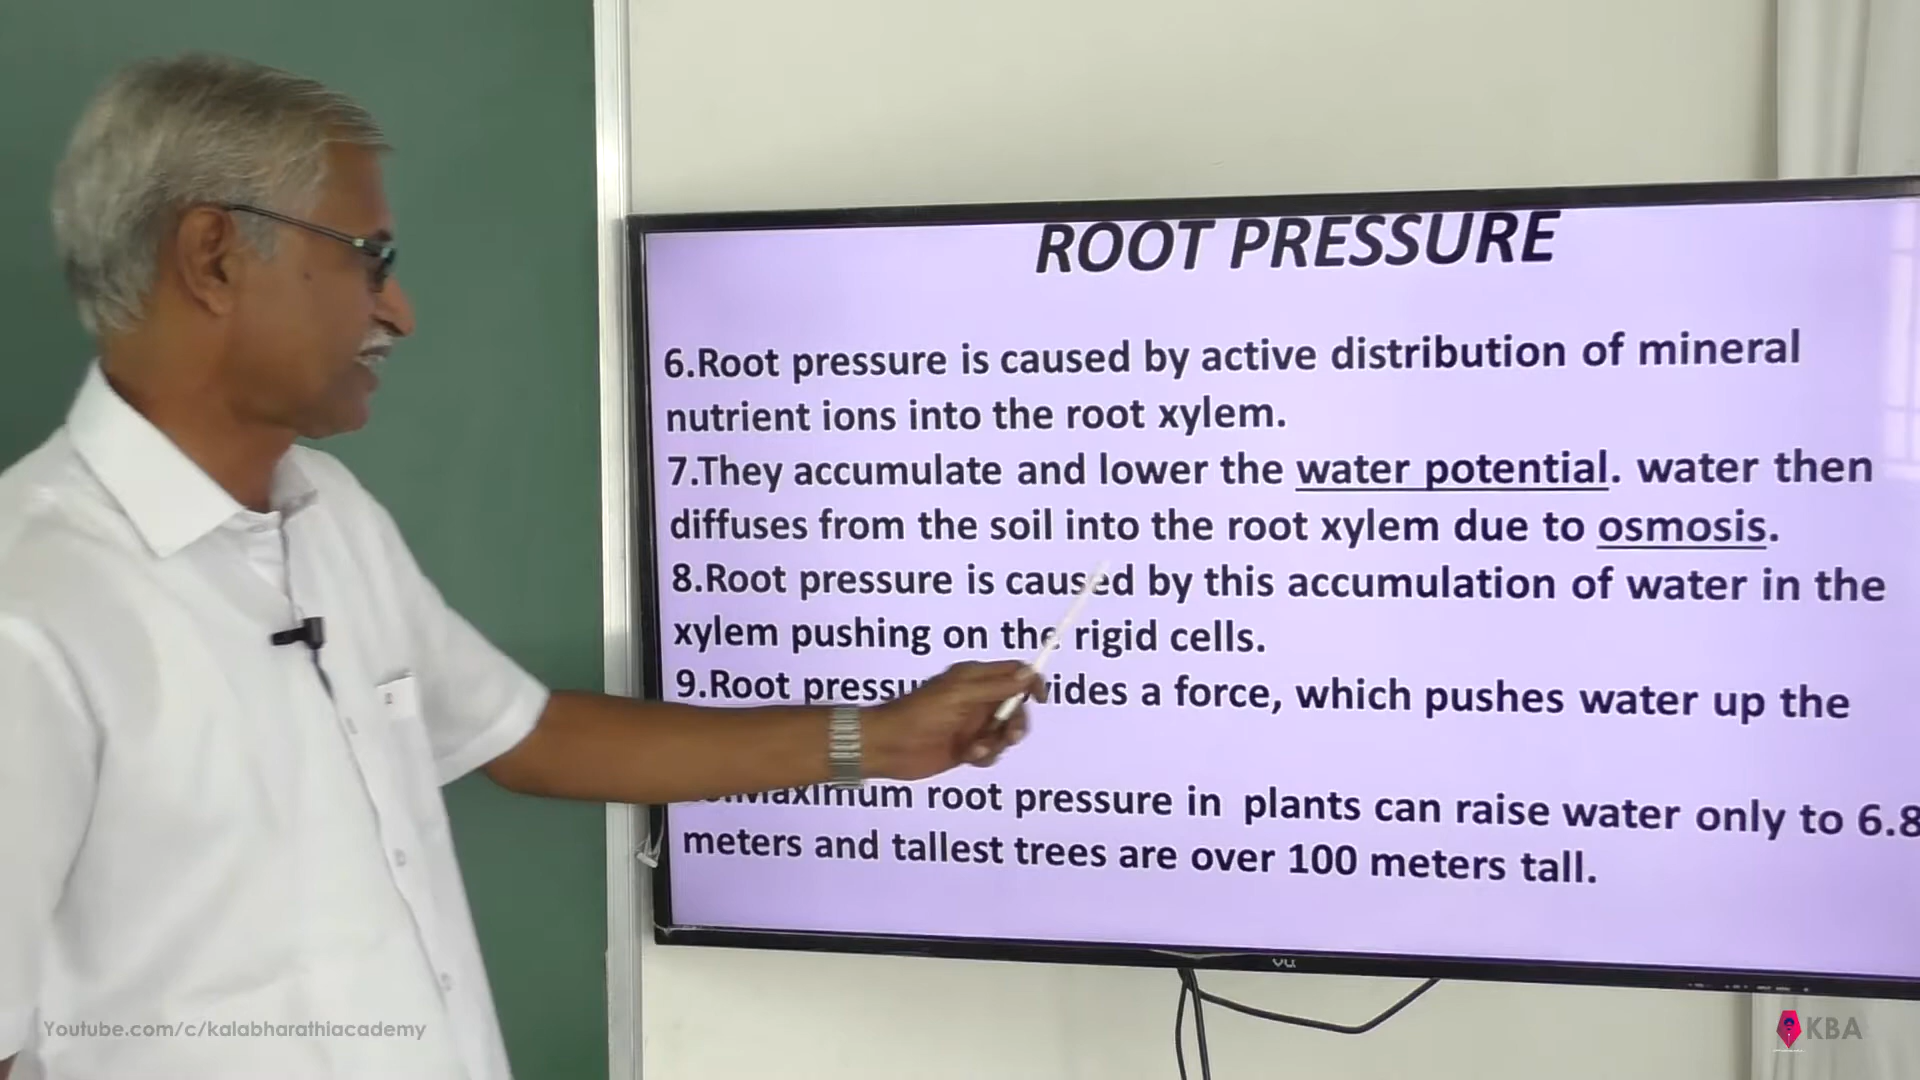 ROOT PRESSURE
6.Root pressure is caused by active distribution of mineral
nutrient ions into the root xylem.
7.They accumulate and lower the water potential. water then
diffuses from the soil into the root xylem due to osmosis.
8.Root pressure is caused by this accumulation of water in the
xylem pushing on the rigid cells.
9.Root a force, which pushes water up the
root pressure in plants can raise water only to 6.8
meters and tallest trees are over 100 meters tall.
VU
Youtube.com/c/kalabharathiacademy
KBA